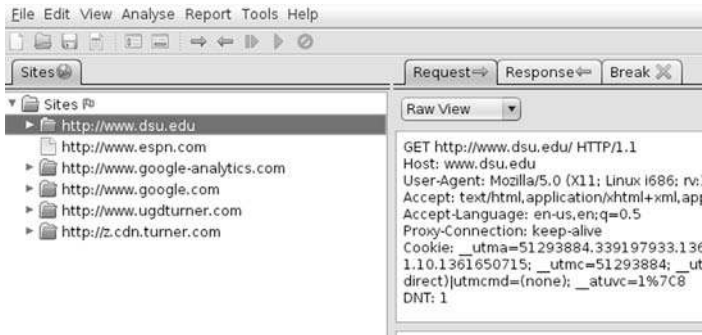 File Edit View Analyse Report Tools Help
Sites
Request Response Break
Sites
Raw View
http://www.dsu.edu
http://www.espn.com
http://www.google-analytics.com
http://www.google.com
http://www.ugdturner.com
http://z.cdn.turner.com
GET http://www.dsu.edu/ HTTP/1.1
Host: www.dsu.edu
User-Agent: Mozilla/5.0 (X11; Linux i686; rv:
Accept: text/html,application/xhtml+xml,app
Accept-Language: en-us,en;q=0.5
Proxy-Connection: keep-alive
Cookie: __utma=51293884.339197933.136
1.10.1361650715; __utmc=51293884; __ut
direct)|utmcmd=(none); __atuvc=1%7C8
DNT: 1